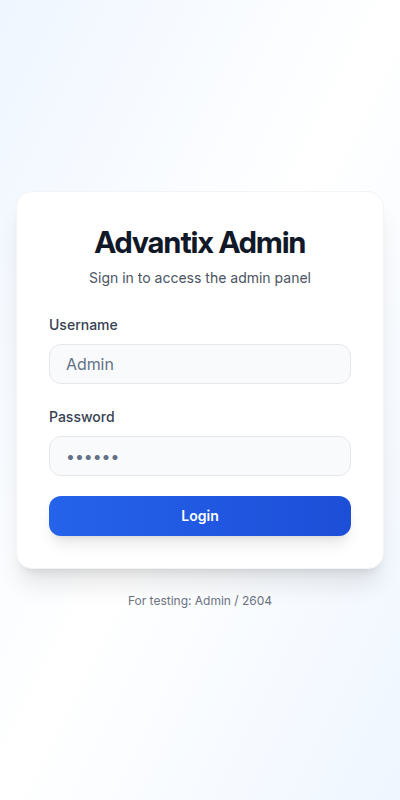 Advantix Admin
Sign in to access the admin panel
Username
Admin
Password
••••••
Login
For testing: Admin / 2604